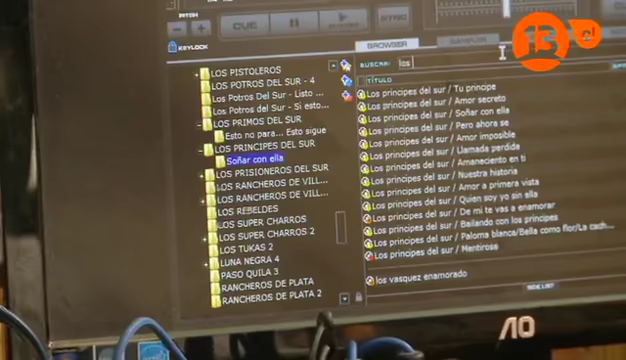 PITCH
CUE
SYNC
KEYLOCK
BROWSER
SAMPLER
13.cl
BUSCAR: los
TÍTULO
LOS PISTOLEROS
LOS POTROS DEL SUR - 4
Los Potros Del Sur - Listo ...
Los Potros del Sur - Si esto...
LOS PRIMOS DEL SUR
Esto no para... Esto sigue
LOS PRINCIPES DEL SUR
Soñar con ella
LOS PRISIONEROS DEL SUR
LOS RANCHEROS DE VILL...
LOS RANCHEROS DE VILL...
LOS REBELDES
LOS SUPER CHARROS
LOS SUPER CHARROS 2
LOS TUKAS 2
LUNA NEGRA 4
PASO QUILA 3
RANCHEROS DE PLATA
RANCHEROS DE PLATA 2
Los principes del sur / Tu principe
Los principes del sur / Amor secreto
Los principes del sur / Soñar con ella
Los principes del sur / Pero ahora se
Los principes del sur / Amor imposible
Los principes del sur / Llamada perdida
Los principes del sur / Amaneciento en ti
Los principes del sur / Nuestra historia
Los principes del sur / Amor a primera vista
Los principes del sur / Quien soy yo sin ella
Los principes del sur / De mi te vas a enamorar
Los principes del sur / Bailando con los principes
Los principes del sur / Paloma blanca/Bella como flor/La cash...
Los principes del sur / Mentiross
los vasquez enamorado
SIDE LIST
AO